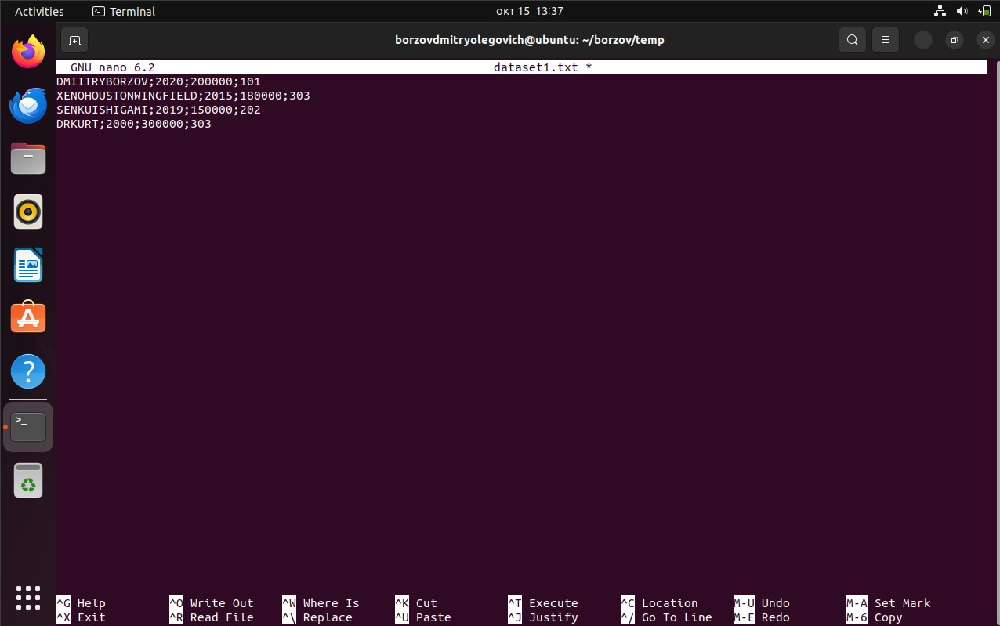 Activities Terminal окт 15 13:37
borzovdmitryolegovich@ubuntu: ~/borzov/temp
GNU nano 6.2 dataset1.txt *
DMIITRYBORZOV;2020;200000;101
XENOHOUSTONWINGFIELD;2015;180000;303
SENKUISHIGAMI;2019;150000;202
DRKURT;2000;300000;303
^G Help ^O Write Out ^W Where Is ^K Cut ^T Execute ^C Location M-U Undo M-A Set Mark
^X Exit ^R Read File ^\ Replace ^U Paste ^J Justify ^/ Go To Line M-E Redo M-6 Copy